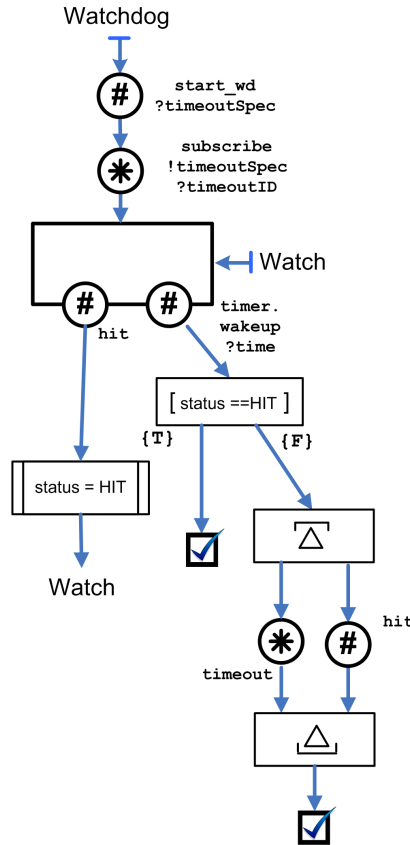 Watchdog
#
start_wd
?timeoutSpec
*
subscribe
!timeoutSpec
?timeoutID
Watch
#
#
hit
timer.
wakeup
?time
[ status ==HIT ]
{T}
{F}
status = HIT
Watch
*
#
hit
timeout